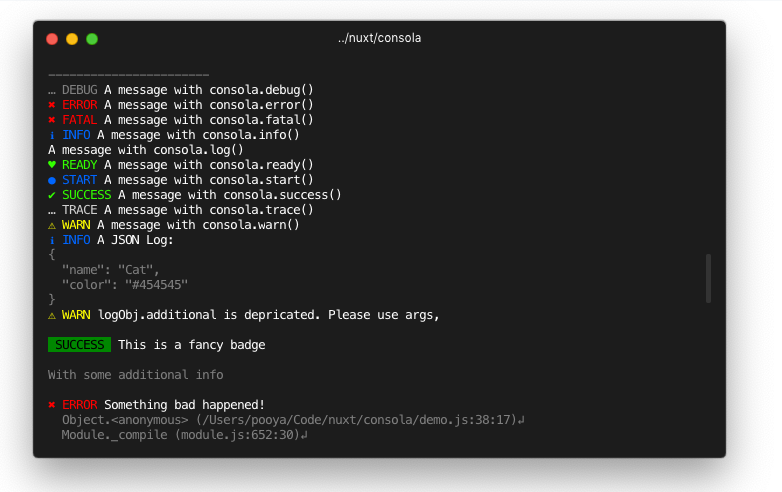 ../nuxt/consola
-----------------------
… DEBUG A message with consola.debug()
✖ ERROR A message with consola.error()
✖ FATAL A message with consola.fatal()
ℹ INFO A message with consola.info()
A message with consola.log()
♥ READY A message with consola.ready()
● START A message with consola.start()
✔ SUCCESS A message with consola.success()
… TRACE A message with consola.trace()
⚠ WARN A message with consola.warn()
ℹ INFO A JSON Log:
{
  "name": "Cat",
  "color": "#454545"
}
⚠ WARN logObj.additional is depricated. Please use args,
SUCCESS This is a fancy badge
With some additional info
✖ ERROR Something bad happened!
  Object.<anonymous> (/Users/pooya/Code/nuxt/consola/demo.js:38:17)↲
  Module._compile (module.js:652:30)↲